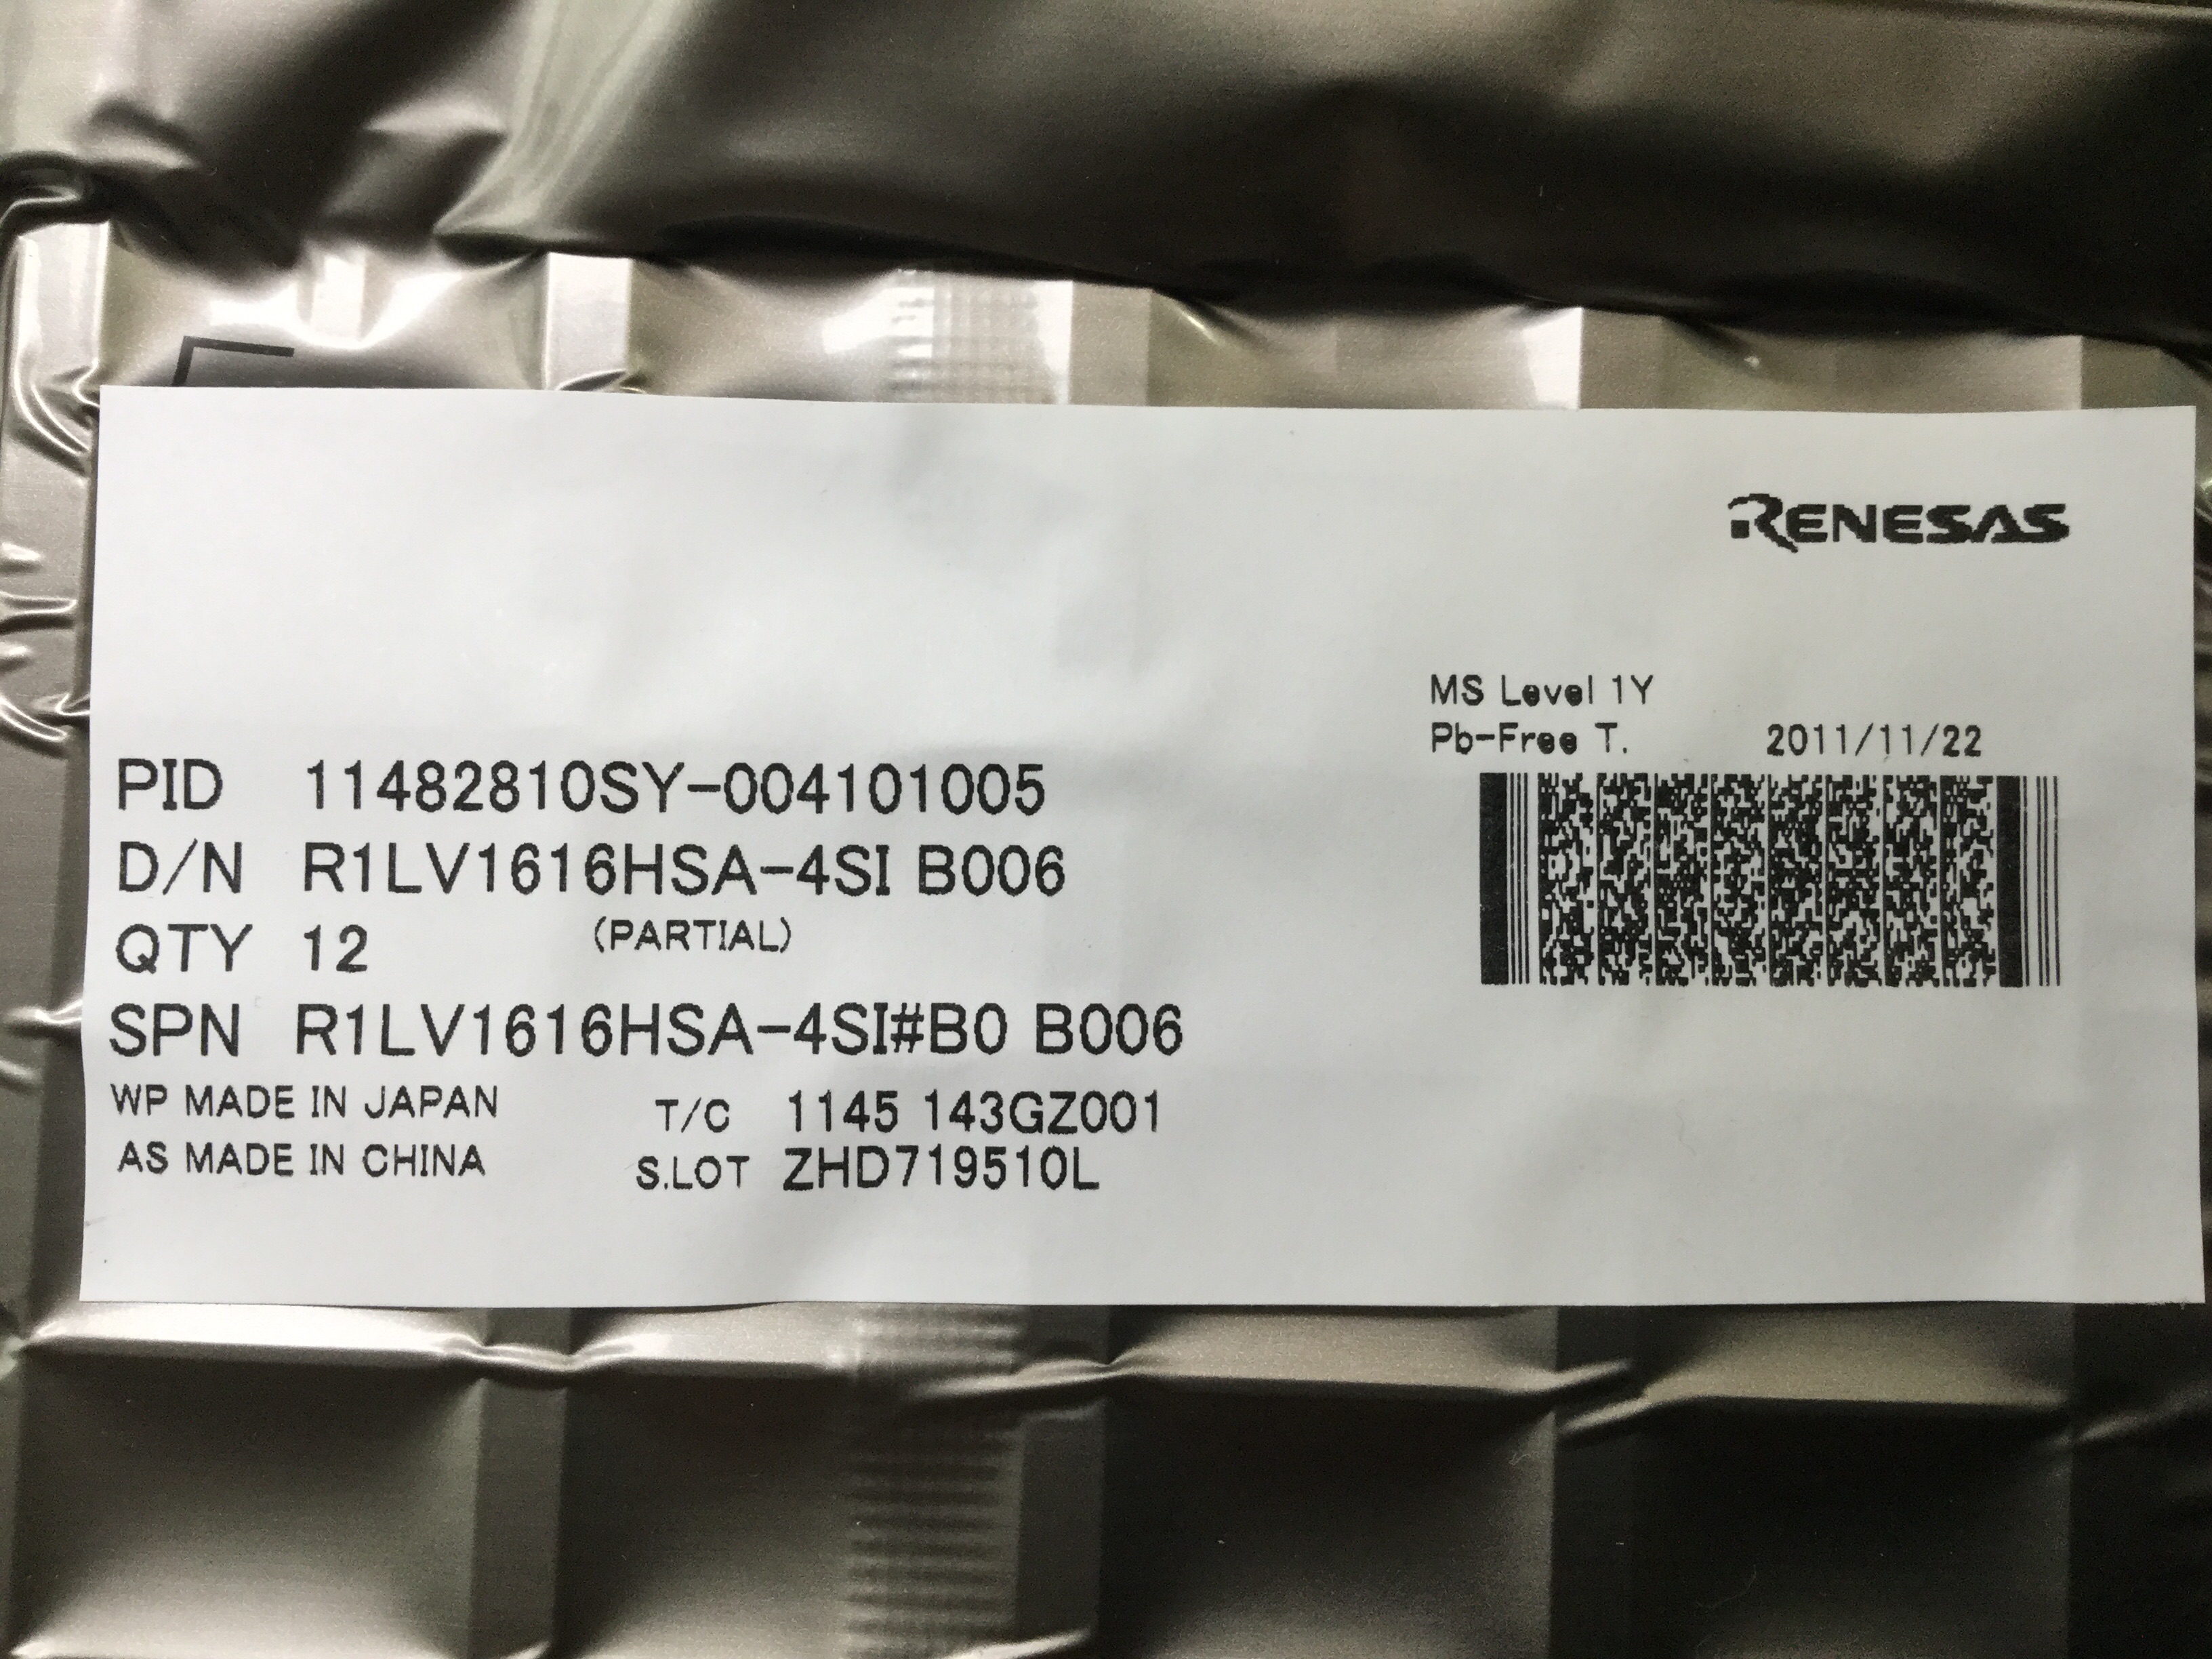 RENESAS
MS Level 1Y
Pb-Free T. 2011/11/22
PID 11482810SY-004101005
D/N R1LV1616HSA-4SI B006
QTY 12 (PARTIAL)
SPN R1LV1616HSA-4SI#B0 B006
WP MADE IN JAPAN T/C 1145 143GZ001
AS MADE IN CHINA S.LOT ZHD719510L